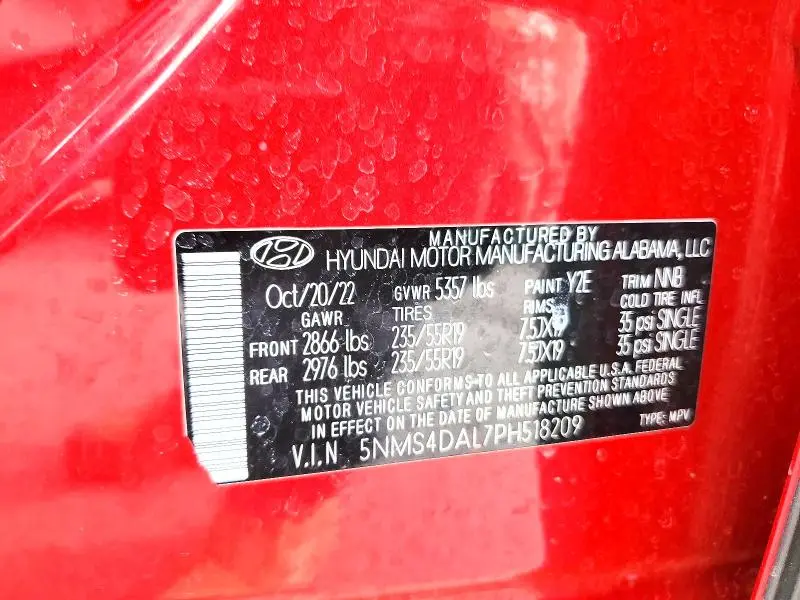 MANUFACTURED BY
HYUNDAI MOTOR MANUFACTURING ALABAMA, LLC
Oct/20/22 GVWR 5357 lbs PAINT Y2E TRIM NNB
GAWR TIRES RIMS COLD TIRE INFL
FRONT 2866 lbs 235/55R19 7.5JX19 35 psi SINGLE
REAR 2976 lbs 235/55R19 7.5JX19 35 psi SINGLE
THIS VEHICLE CONFORMS TO ALL APPLICABLE U.S.A. FEDERAL
MOTOR VEHICLE SAFETY AND THEFT PREVENTION STANDARDS
IN EFFECT ON THE DATE OF MANUFACTURE SHOWN ABOVE
V.I.N 5NMS4DAL7PH518209 TYPE: MPV